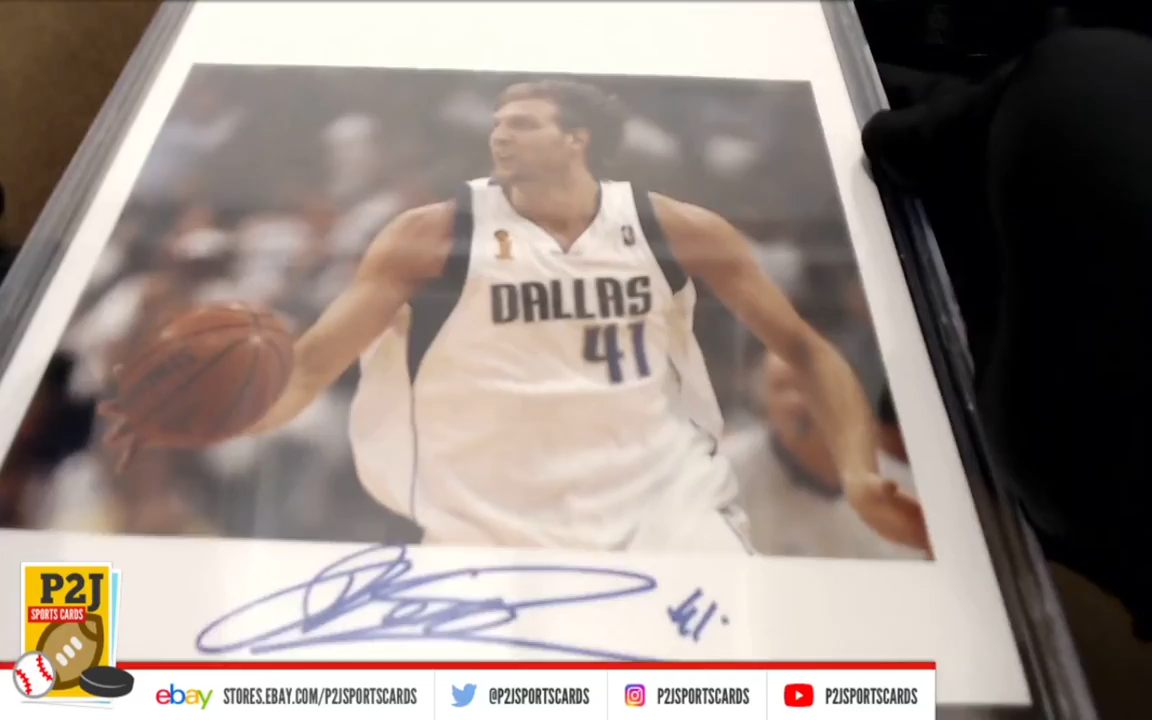 DALLAS
41
41.
P2J
SPORTS CARDS
ebay STORES.EBAY.COM/P2JSPORTSCARDS @P2JSPORTSCARDS P2JSPORTSCARDS P2JSPORTSCARDS